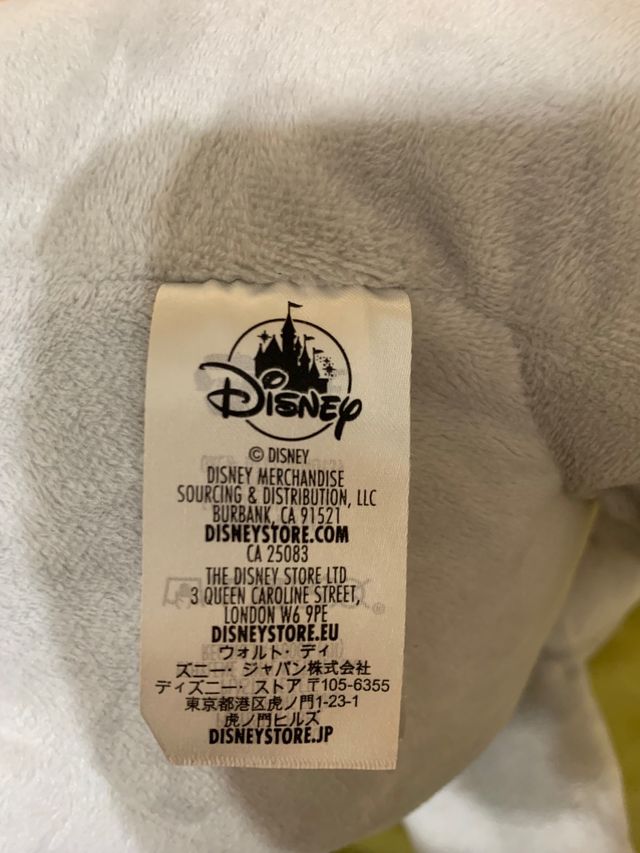 Disney
© DISNEY
DISNEY MERCHANDISE
SOURCING & DISTRIBUTION, LLC
BURBANK, CA 91521
DISNEYSTORE.COM
CA 25083
THE DISNEY STORE LTD
3 QUEEN CAROLINE STREET,
LONDON W6 9PE
DISNEYSTORE.EU
ウォルト・ディ
ズニー・ジャパン株式会社
ディズニー・ストア 〒105-6355
東京都港区虎ノ門1-23-1
虎ノ門ヒルズ
DISNEYSTORE.JP